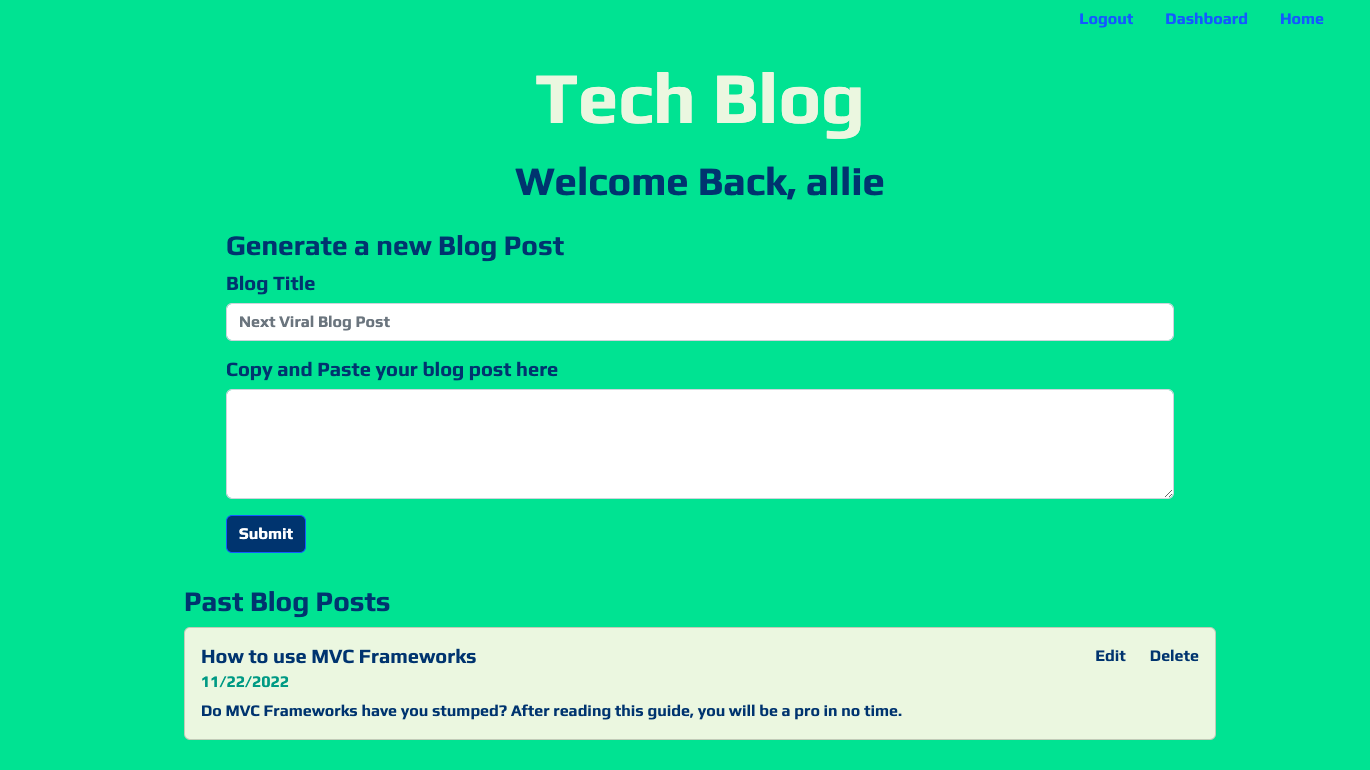 Logout Dashboard Home
Tech Blog
Welcome Back, allie
Generate a new Blog Post
Blog Title
Next Viral Blog Post
Copy and Paste your blog post here
Submit
Past Blog Posts
How to use MVC Frameworks Edit Delete
11/22/2022
Do MVC Frameworks have you stumped? After reading this guide, you will be a pro in no time.